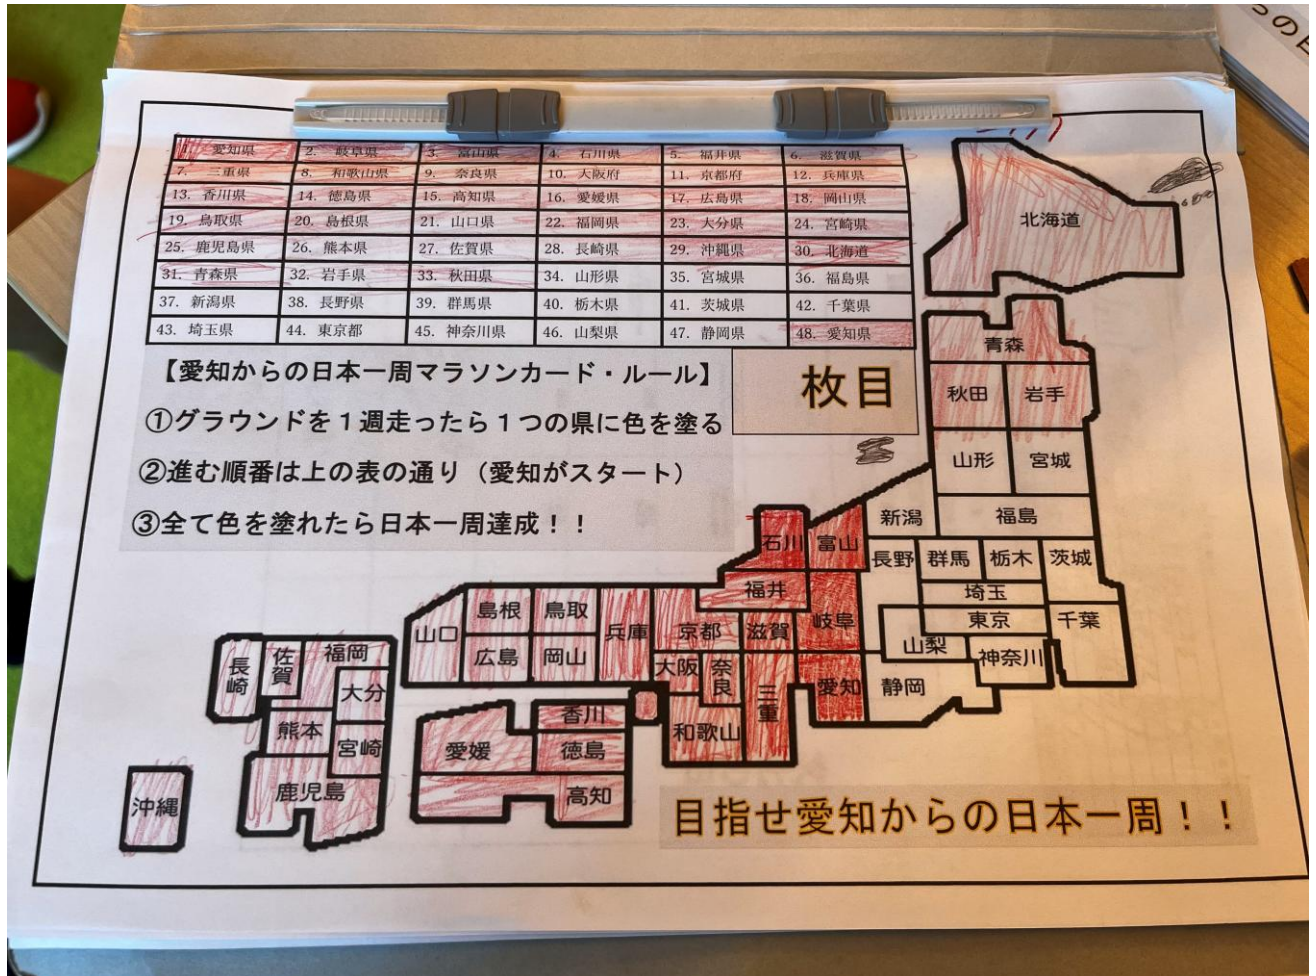 1. 愛知県 2. 岐阜県 3. 富山県 4. 石川県 5. 福井県 6. 滋賀県
7. 三重県 8. 和歌山県 9. 奈良県 10. 大阪府 11. 京都府 12. 兵庫県
13. 香川県 14. 徳島県 15. 高知県 16. 愛媛県 17. 広島県 18. 岡山県
19. 鳥取県 20. 島根県 21. 山口県 22. 福岡県 23. 大分県 24. 宮崎県
25. 鹿児島県 26. 熊本県 27. 佐賀県 28. 長崎県 29. 沖縄県 30. 北海道
31. 青森県 32. 岩手県 33. 秋田県 34. 山形県 35. 宮城県 36. 福島県
37. 新潟県 38. 長野県 39. 群馬県 40. 栃木県 41. 茨城県 42. 千葉県
43. 埼玉県 44. 東京都 45. 神奈川県 46. 山梨県 47. 静岡県 48. 愛知県
【愛知からの日本一周マラソンカード・ルール】
枚目
①グラウンドを1週走ったら1つの県に色を塗る
②進む順番は上の表の通り（愛知がスタート）
③全て色を塗れたら日本一周達成！！
北海道
青森
秋田 岩手
山形 宮城
新潟 福島
石川 富山 長野 群馬 栃木 茨城
福井 埼玉
島根 鳥取 兵庫 京都 滋賀 岐阜 東京 千葉
山口 広島 岡山 大阪 奈良 三重 愛知 静岡 山梨 神奈川
長崎 佐賀 福岡 大分
熊本 宮崎 愛媛 香川 徳島 和歌山
沖縄 鹿児島 高知
目指せ愛知からの日本一周！！